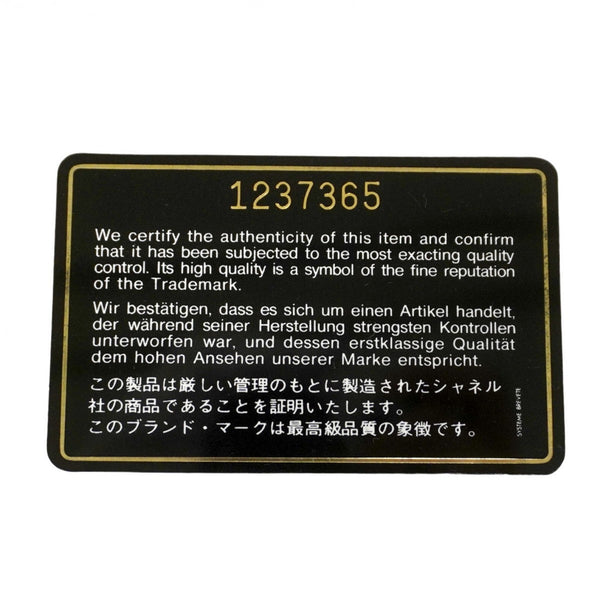 1237365
We certify the authenticity of this item and confirm
that it has been subjected to the most exacting quality
control. Its high quality is a symbol of the fine reputation
of the Trademark.
Wir bestätigen, dass es sich um einen Artikel handelt,
der während seiner Herstellung strengsten Kontrollen
unterworfen war, und dessen erstklassige Qualität
dem hohen Ansehen unserer Marke entspricht.
この製品は厳しい管理のもとに製造されたシャネル
社の商品であることを証明いたします。
このブランド・マークは最高級品質の象徴です。
SYSTEME BREVETE